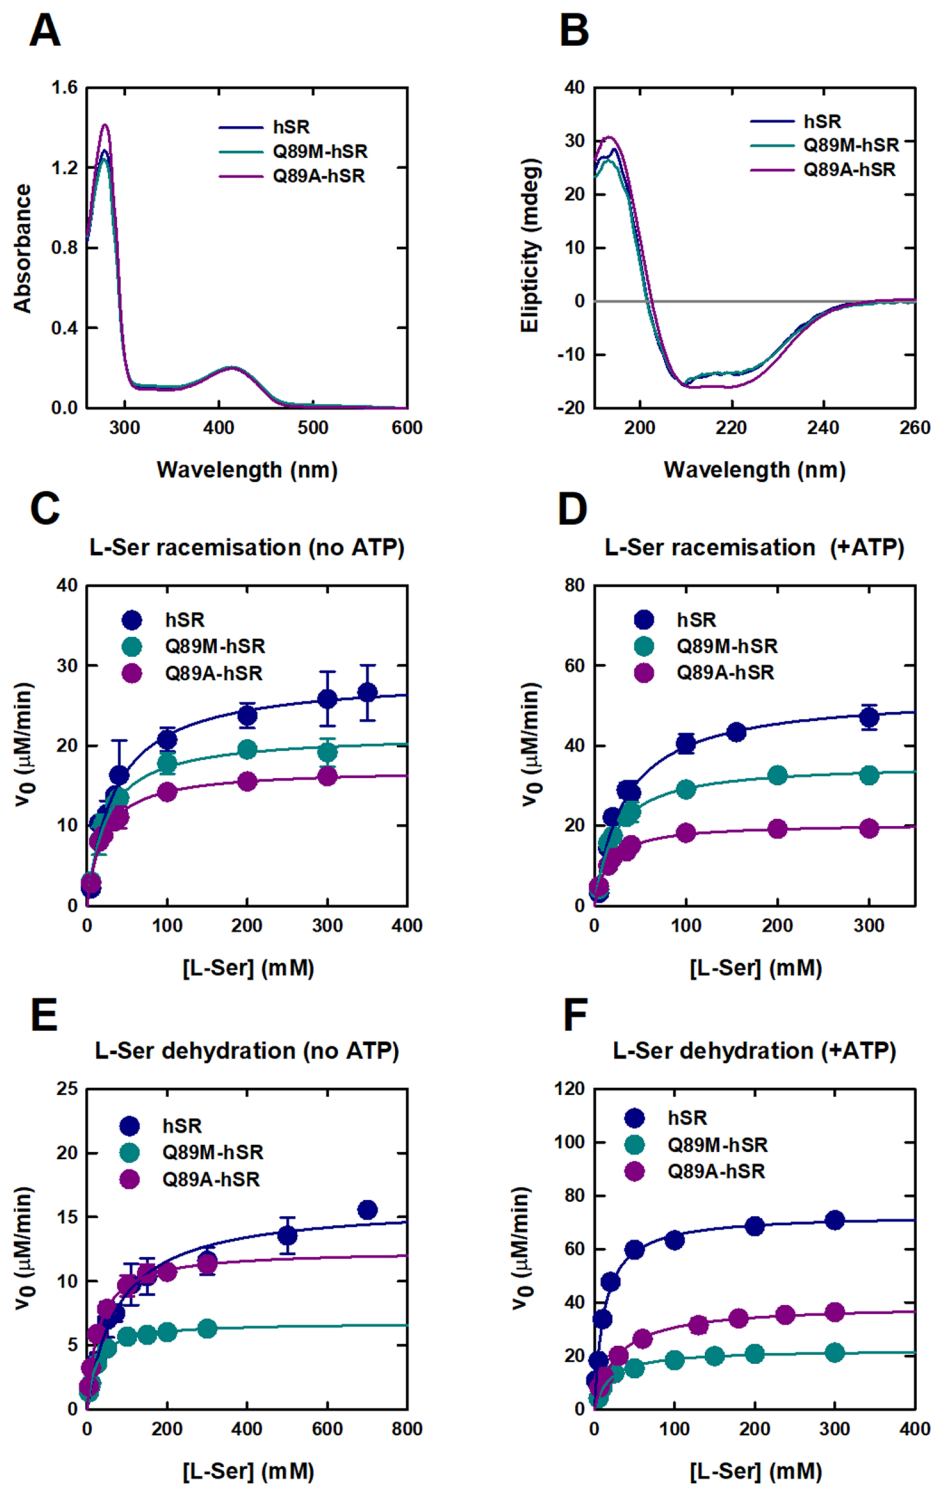 A
1.6
1.2
0.8
0.4
0.0
300
400
500
600
Absorbance
Wavelength (nm)
hSR
Q89M-hSR
Q89A-hSR
B
40
30
20
10
0
-10
-20
200
220
240
260
Elipticity (mdeg)
Wavelength (nm)
hSR
Q89M-hSR
Q89A-hSR
C
L-Ser racemisation (no ATP)
40
30
20
10
0
0
100
200
300
400
v0 (µM/min)
[L-Ser] (mM)
hSR
Q89M-hSR
Q89A-hSR
D
L-Ser racemisation (+ATP)
80
60
40
20
0
0
100
200
300
v0 (µM/min)
[L-Ser] (mM)
hSR
Q89M-hSR
Q89A-hSR
E
L-Ser dehydration (no ATP)
25
20
15
10
5
0
0
200
400
600
800
v0 (µM/min)
[L-Ser] (mM)
hSR
Q89M-hSR
Q89A-hSR
F
L-Ser dehydration (+ATP)
120
100
80
60
40
20
0
0
100
200
300
400
v0 (µM/min)
[L-Ser] (mM)
hSR
Q89M-hSR
Q89A-hSR